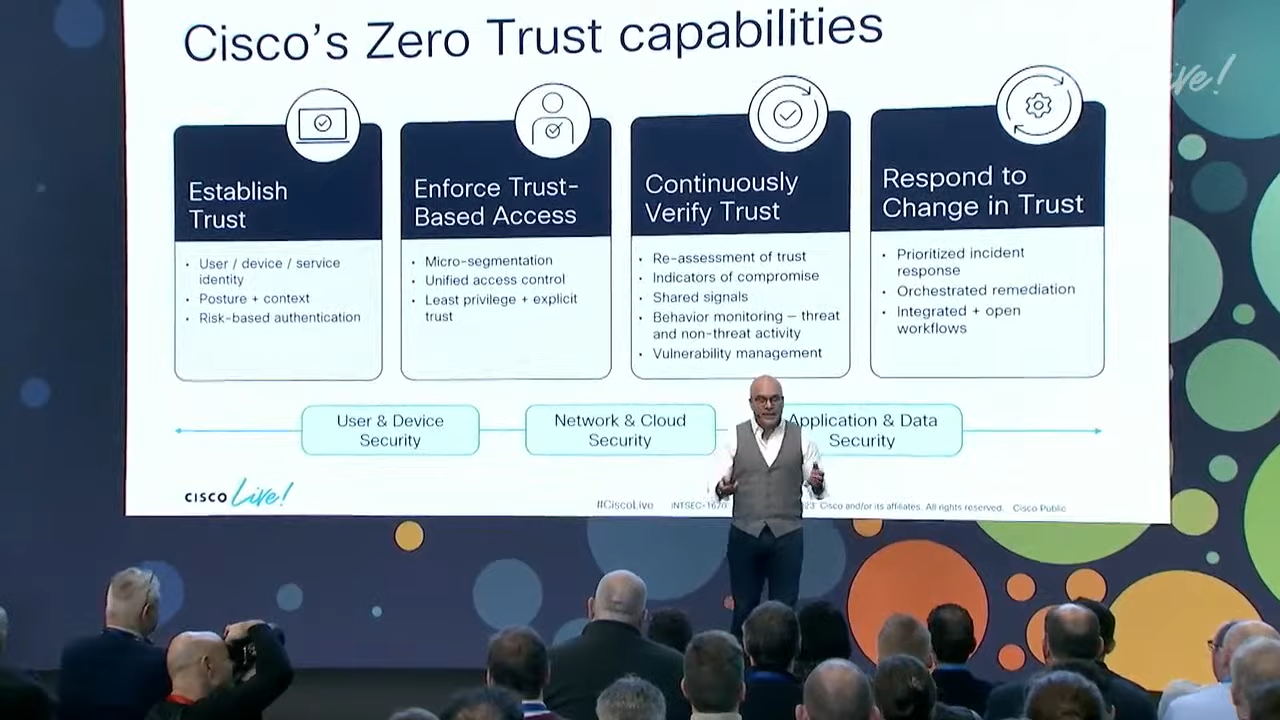 Cisco's Zero Trust capabilities
ive!
Establish
Trust
• User / device / service
identity
• Posture + context
• Risk-based authentication
Enforce Trust-
Based Access
• Micro-segmentation
• Unified access control
• Least privilege + explicit
trust
Continuously
Verify Trust
• Re-assessment of trust
• Indicators of compromise
• Shared signals
• Behavior monitoring – threat
and non-threat activity
• Vulnerability management
Respond to
Change in Trust
• Prioritized incident
response
• Orchestrated remediation
• Integrated + open
workflows
User & Device
Security
Network & Cloud
Security
Application & Data
Security
CISCO Live!
#CiscoLive
Cisco and/or its affiliates. All rights reserved. Cisco Public